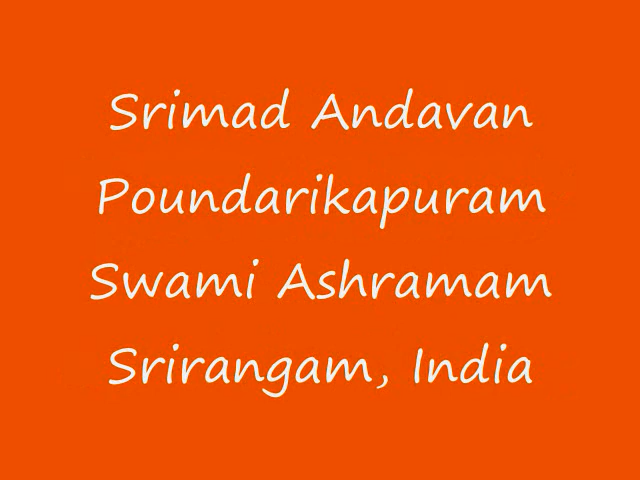 Srimad Andavan
Poundarikapuram
Swami Ashramam
Srirangam, India